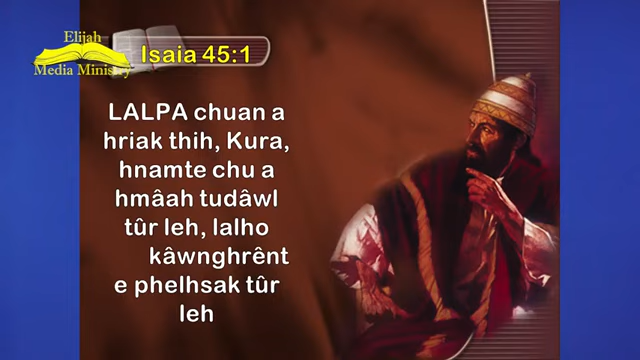 Elijah
Media Ministry
Isaia 45:1
LALPA chuan a
hriak thih, Kura,
hnamte chu a
hmâah tudâwl
tûr leh, lalho
kâwnghrênt
e phelhsak tûr
leh